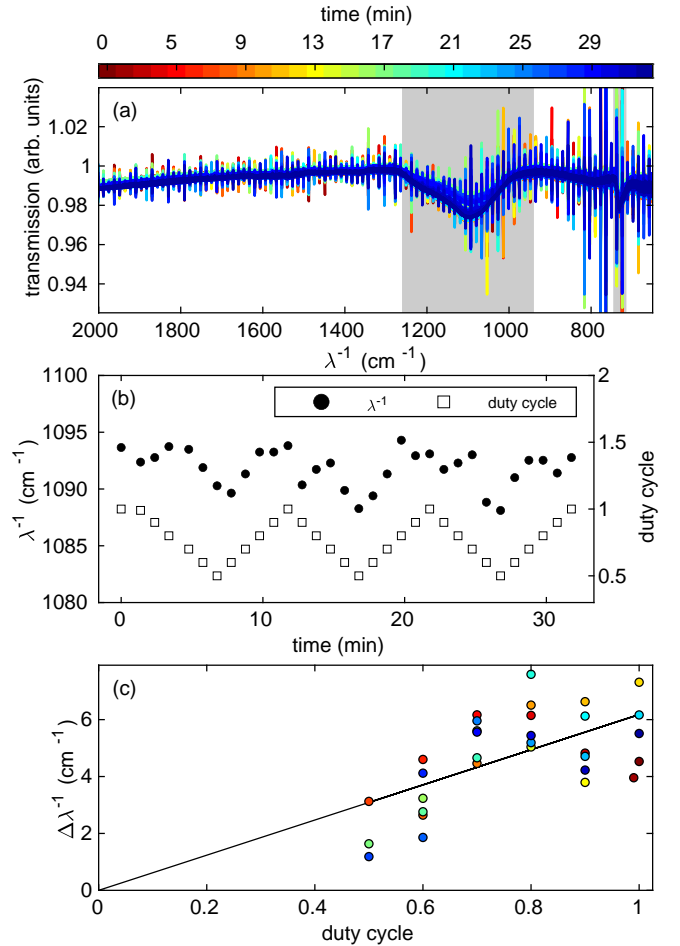 time (min)
0 5 9 13 18 22 25 29
(a)
transmission (arb. units)
1.02
1
0.98
0.96
0.94
2000 1800 1600 1400 1200 1000 800
λ⁻¹ (cm⁻¹)
(b)
λ⁻¹ duty cycle
λ⁻¹ (cm⁻¹)
1100
1095
1090
1085
1080
2
1.5
1
0.5
duty cycle
0 10 20 30
time (min)
(c)
Δλ⁻¹ (cm⁻¹)
6
4
2
0
0 0.2 0.4 0.6 0.8 1
duty cycle